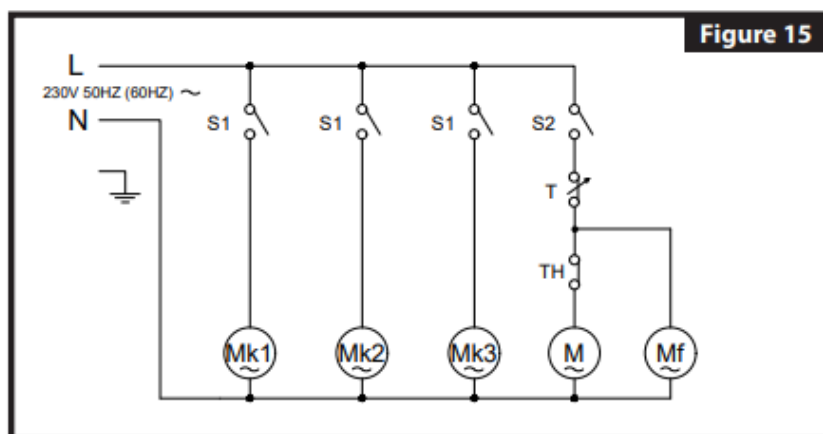 Figure 15
L
230V 50HZ (60HZ) ~
N
S1 S1 S1 S2
T
TH
Mk1 Mk2 Mk3 M Mf